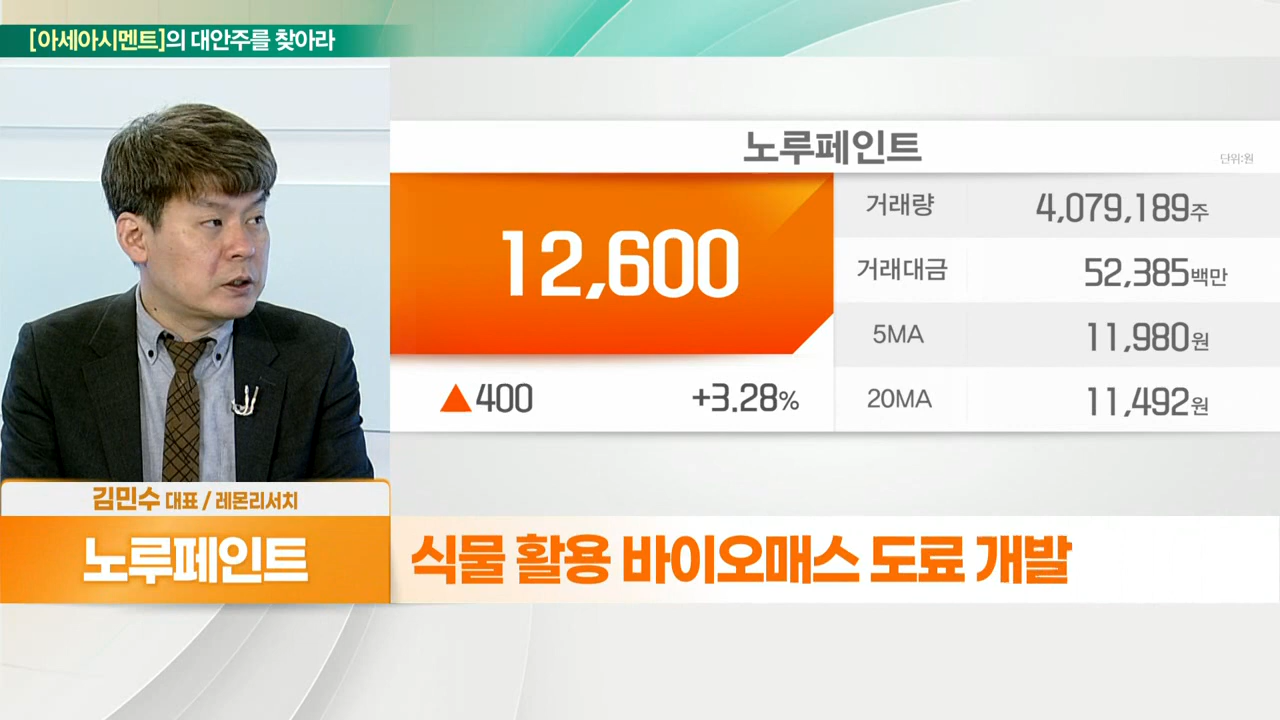 [아세아시멘트]의 대안주를 찾아라
노루페인트
단위:원
12,600
▲400 +3.28%
거래량 4,079,189주
거래대금 52,385백만
5MA 11,980원
20MA 11,492원
김민수 대표 / 레몬리서치
노루페인트
식물 활용 바이오매스 도료 개발